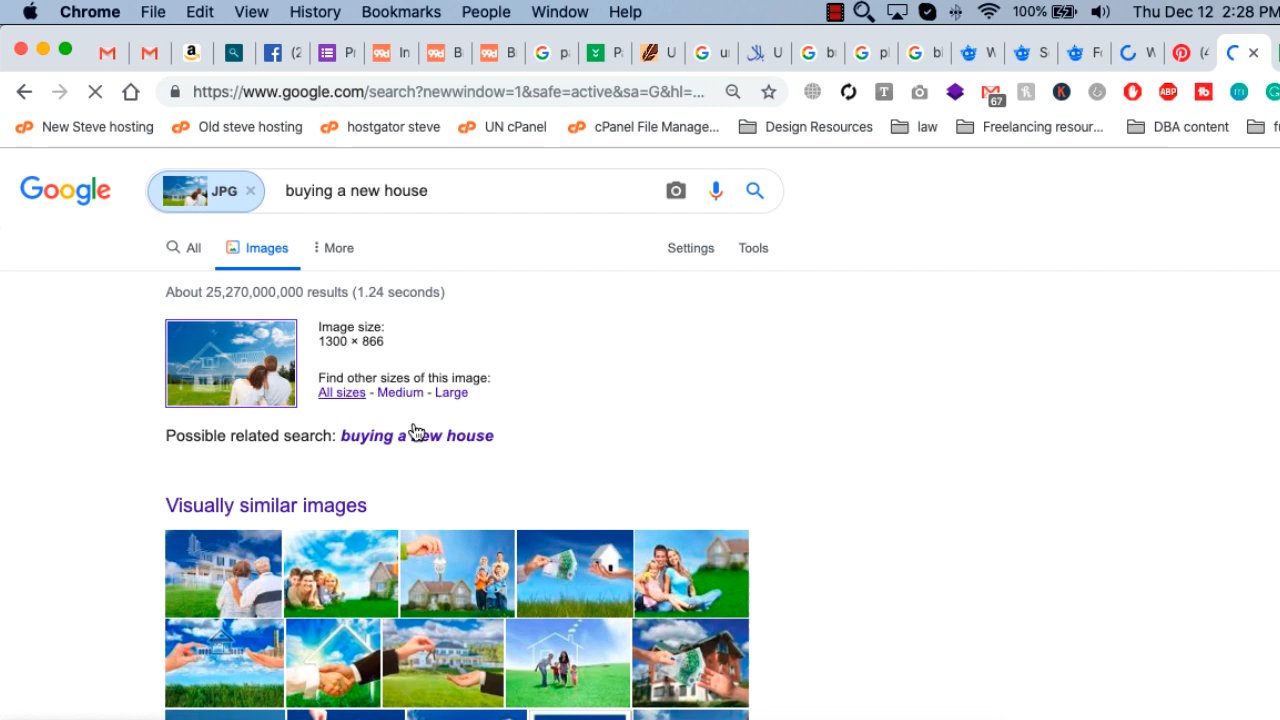 Chrome File Edit View History Bookmarks People Window Help 100% Thu Dec 12 2:28 PM
https://www.google.com/search?newwindow=1&safe=active&sa=G&hl=...
67 ABP
New Steve hosting Old steve hosting hostgator steve UN cPanel cPanel File Manage... Design Resources law Freelancing resour... DBA content
Google JPG × buying a new house
All Images More Settings Tools
About 25,270,000,000 results (1.24 seconds)
Image size:
1300 × 866
Find other sizes of this image:
All sizes - Medium - Large
Possible related search: buying a new house
Visually similar images